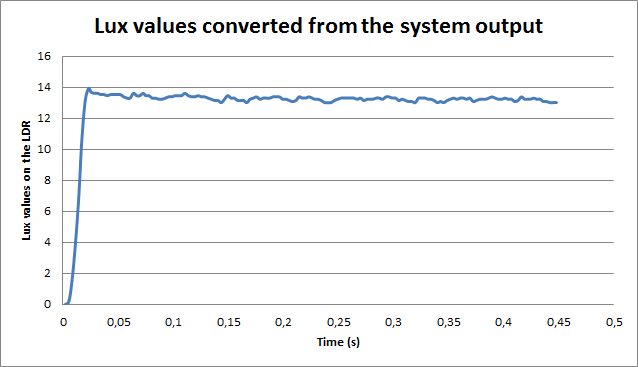 Lux values converted from the system output
Lux values on the LDR
16
14
12
10
8
6
4
2
0
0 0,05 0,1 0,15 0,2 0,25 0,3 0,35 0,4 0,45 0,5
Time (s)